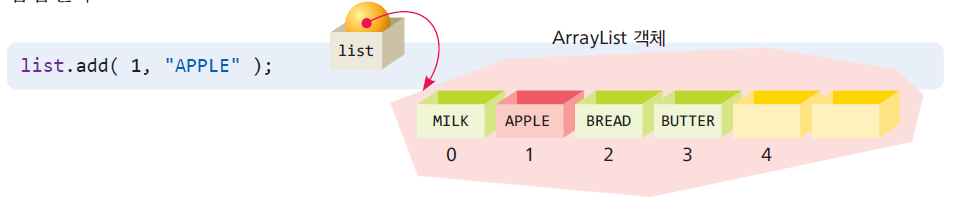 list
ArrayList 객체
list.add( 1, "APPLE" );
MILK APPLE BREAD BUTTER
0 1 2 3 4